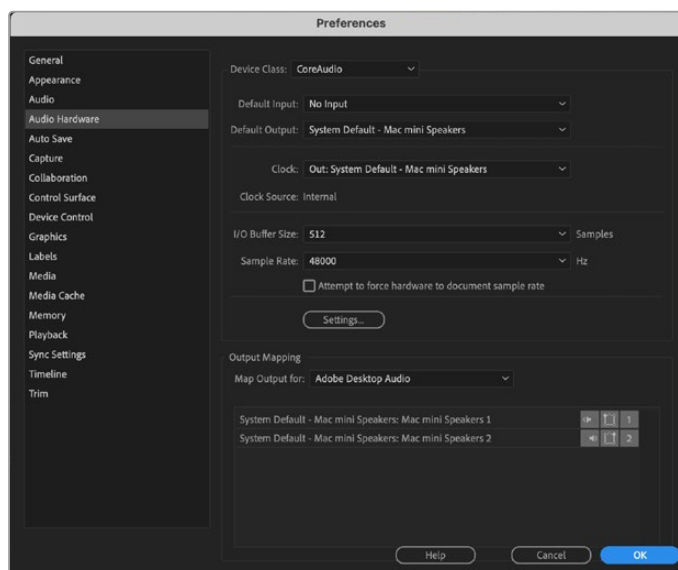 Preferences
General
Appearance
Audio
Audio Hardware
Auto Save
Capture
Collaboration
Control Surface
Device Control
Graphics
Labels
Media
Media Cache
Memory
Playback
Sync Settings
Timeline
Trim
Device Class: CoreAudio
Default Input: No Input
Default Output: System Default - Mac mini Speakers
Clock: Out: System Default - Mac mini Speakers
Clock Source: Internal
I/O Buffer Size: 512 Samples
Sample Rate: 48000 Hz
Attempt to force hardware to document sample rate
Settings...
Output Mapping
Map Output for: Adobe Desktop Audio
System Default - Mac mini Speakers: Mac mini Speakers 1 1
System Default - Mac mini Speakers: Mac mini Speakers 2 2
Help Cancel OK